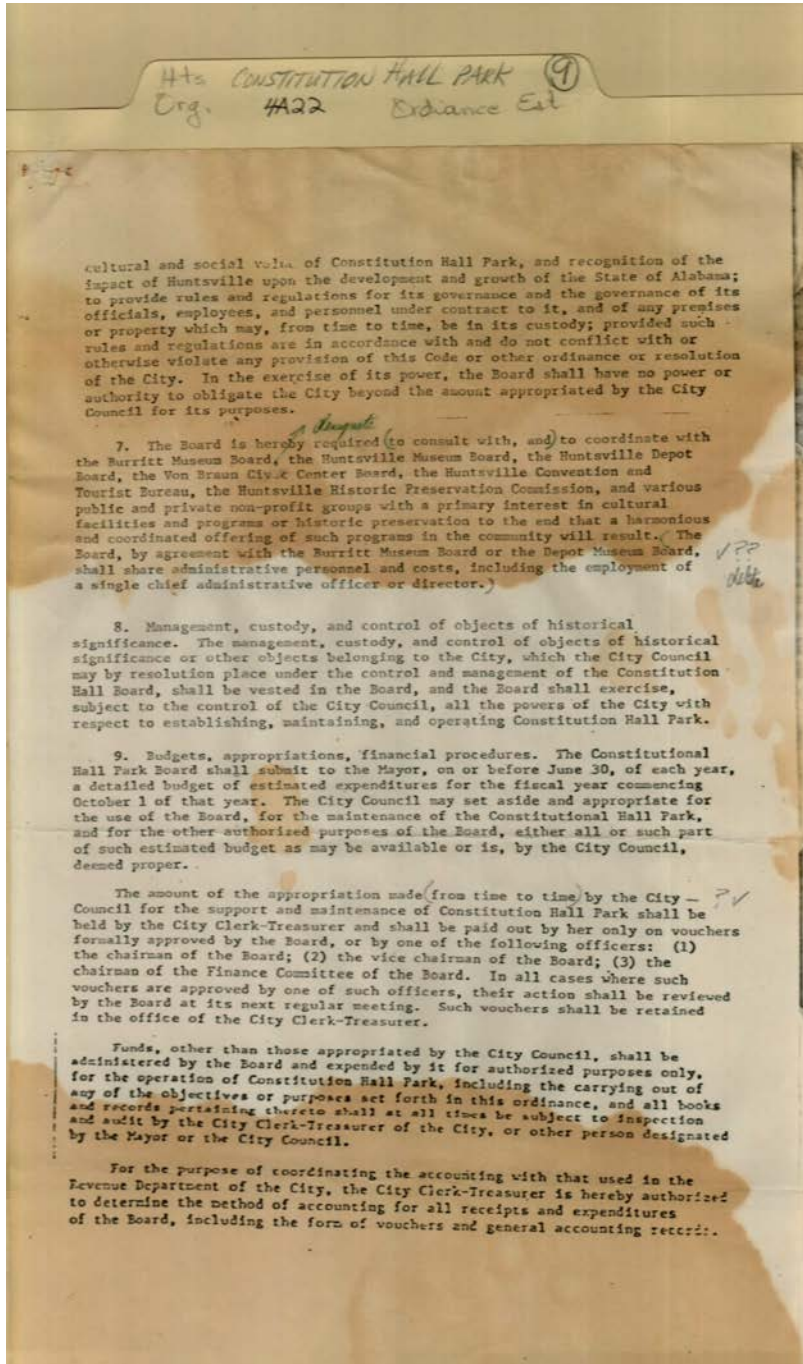 Hts CONSTITUTION HALL PARK 9
Org. 4A22 Ordiance Est
cultural and social value of Constitution Hall Park, and recognition of the
impact of Huntsville upon the development and growth of the State of Alabama;
to provide rules and regulations for its governance and the governance of its
officials, employees, and personnel under contract to it, and of any premises
or property which may, from time to time, be in its custody; provided such
rules and regulations are in accordance with and do not conflict with or
otherwise violate any provision of this Code or other ordinance or resolution
of the City. In the exercise of its power, the Board shall have no power or
authority to obligate the City beyond the amount appropriated by the City
Council for its purposes.
7. The Board is hereby required (to consult with, and) to coordinate with
the Burritt Museum Board, the Huntsville Museum Board, the Huntsville Depot
Board, the Von Braun Civic Center Board, the Huntsville Convention and
Tourist Bureau, the Huntsville Historic Preservation Commission, and various
public and private non-profit groups with a primary interest in cultural
facilities and programs or historic preservation to the end that a harmonious
and coordinated offering of such programs in the community will result. (The
Board, by agreement with the Burritt Museum Board or the Depot Museum Board, √??
shall share administrative personnel and costs, including the employment of
a single chief administrative officer or director.)
8. Management, custody, and control of objects of historical
significance. The management, custody, and control of objects of historical
significance or other objects belonging to the City, which the City Council
may by resolution place under the control and management of the Constitution
Hall Board, shall be vested in the Board, and the Board shall exercise,
subject to the control of the City Council, all the powers of the City with
respect to establishing, maintaining, and operating Constitution Hall Park.
9. Budgets, appropriations, financial procedures. The Constitutional
Hall Park Board shall submit to the Mayor, on or before June 30, of each year,
a detailed budget of estimated expenditures for the fiscal year commencing
October 1 of that year. The City Council may set aside and appropriate for
the use of the Board, for the maintenance of the Constitutional Hall Park,
and for the other authorized purposes of the Board, either all or such part
of such estimated budget as may be available or is, by the City Council,
deemed proper.
The amount of the appropriation made (from time to time) by the City — ?√
Council for the support and maintenance of Constitution Hall Park shall be
held by the City Clerk-Treasurer and shall be paid out by her only on vouchers
formally approved by the Board, or by one of the following officers: (1)
the chairman of the Board; (2) the vice chairman of the Board; (3) the
chairman of the Finance Committee of the Board. In all cases where such
vouchers are approved by one of such officers, their action shall be reviewed
by the Board at its next regular meeting. Such vouchers shall be retained
in the office of the City Clerk-Treasurer.
Funds, other than those appropriated by the City Council, shall be
administered by the Board and expended by it for authorized purposes only,
for the operation of Constitution Hall Park, including the carrying out of
any of the objectives or purposes set forth in this ordinance, and all books
and records pertaining thereto shall at all times be subject to inspection
and audit by the City Clerk-Treasurer of the City, or other person designated
by the Mayor or the City Council.
For the purpose of coordinating the accounting with that used in the
Revenue Department of the City, the City Clerk-Treasurer is hereby authorized
to determine the method of accounting for all receipts and expenditures
of the Board, including the form of vouchers and general accounting records.